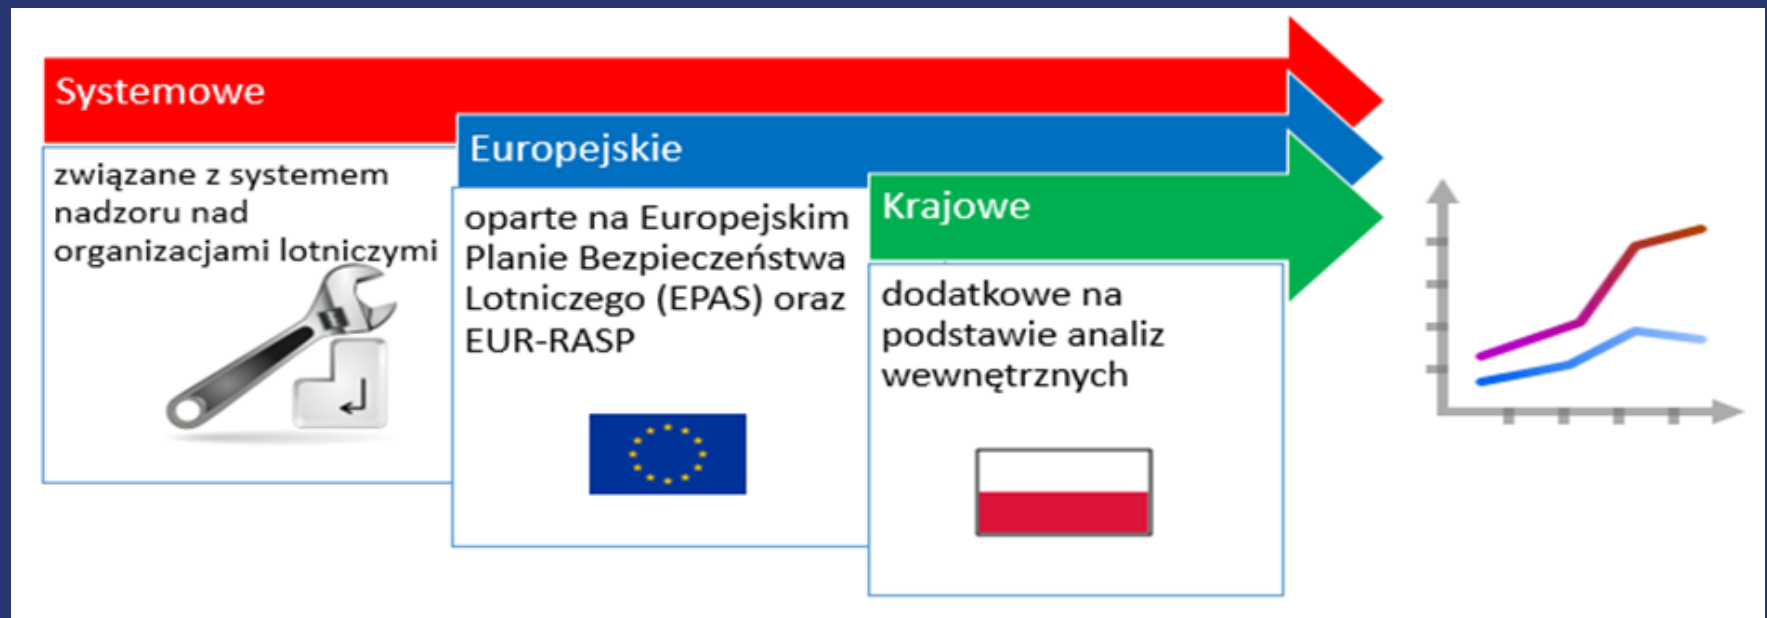 Systemowe
związane z systemem
nadzoru nad
organizacjami lotniczymi
Europejskie
oparte na Europejskim
Planie Bezpieczeństwa
Lotniczego (EPAS) oraz
EUR-RASP
Krajowe
dodatkowe na
podstawie analiz
wewnętrznych